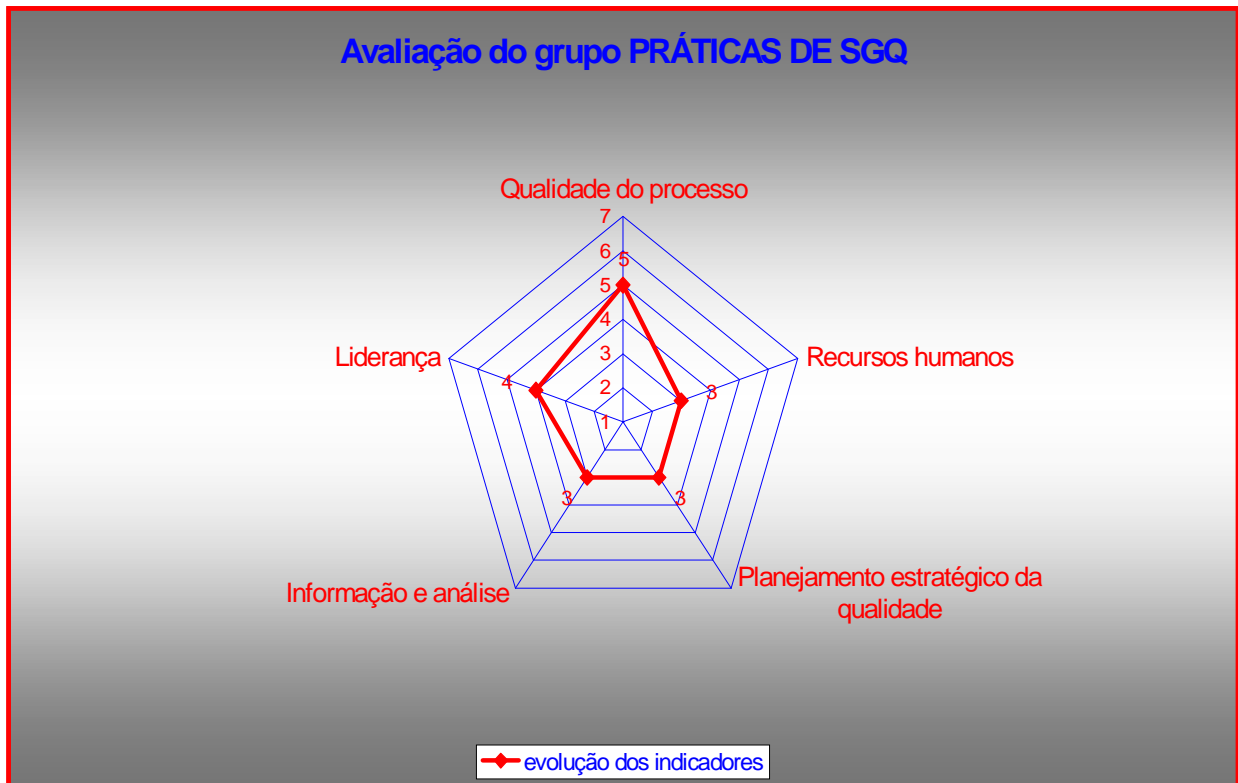 Avaliação do grupo PRÁTICAS DE SGQ
Qualidade do processo
7
6
5
5
4
3
2
1
Liderança
4
Recursos humanos
3
3
3
Informação e análise
Planejamento estratégico da
qualidade
evolução dos indicadores